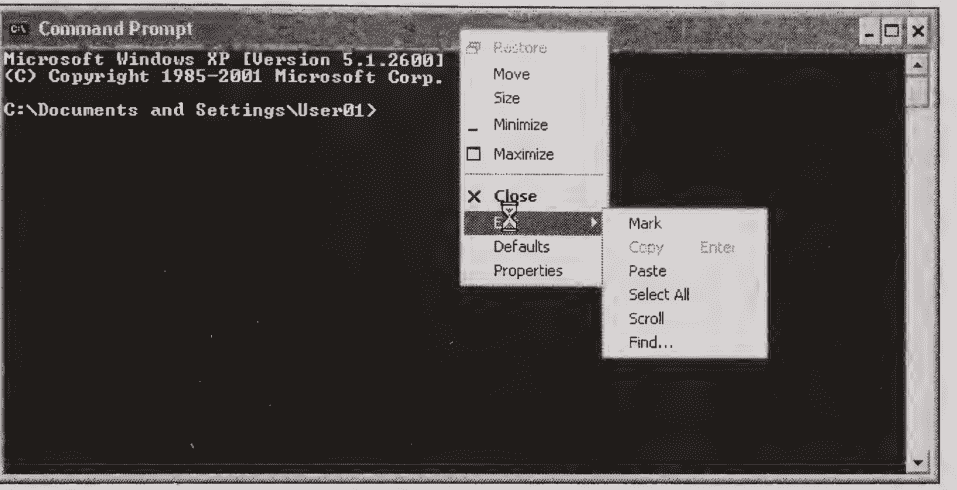 Command Prompt
Microsoft Windows XP [Version 5.1.2600]
(C) Copyright 1985-2001 Microsoft Corp.
C:\Documents and Settings\User01>
Restore
Move
Size
Minimize
Maximize
Close
Defaults
Properties
Mark
Copy Enter
Paste
Select All
Scroll
Find...